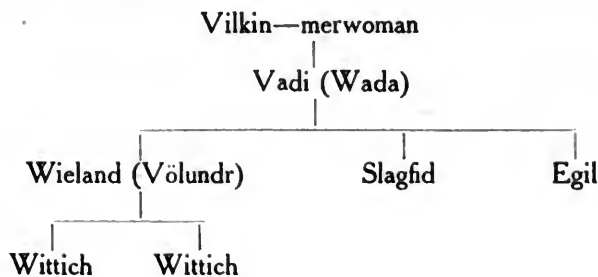 Vilkin—merwoman
Vadi (Wada)
Wieland (Völundr) Slagfid Egil
Wittich Wittich